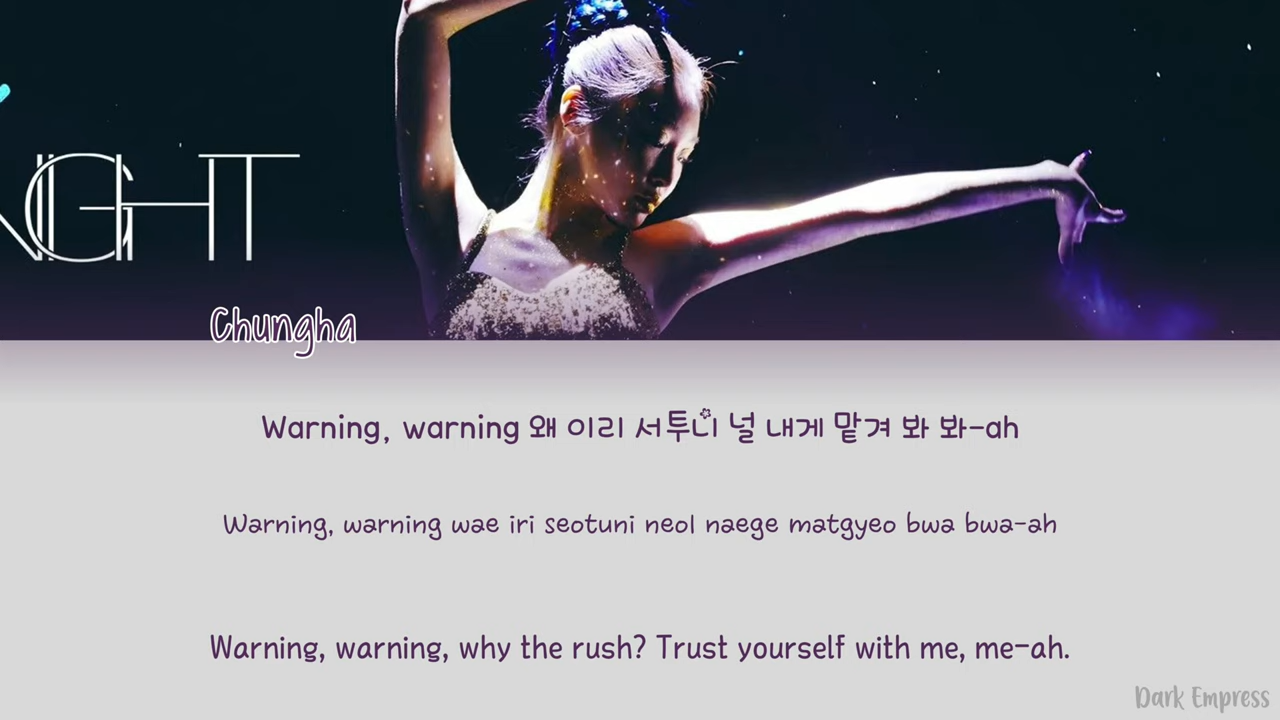 NIGHT
Chungha
Warning, warning 왜 이리 서투니 널 내게 맡겨 봐 봐-ah
Warning, warning wae iri seotuni neol naege matgyeo bwa bwa-ah
Warning, warning, why the rush? Trust yourself with me, me-ah.
Dark Empress